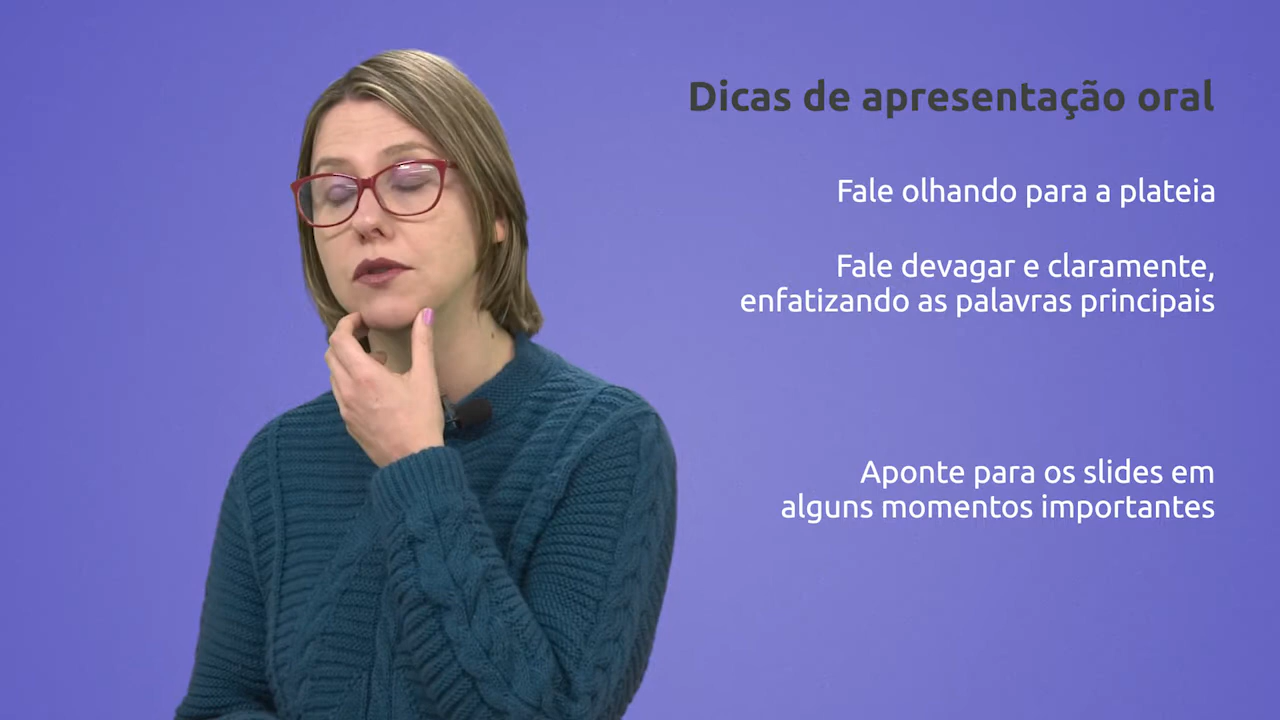 Dicas de apresentação oral
Fale olhando para a plateia
Fale devagar e claramente,
enfatizando as palavras principais
Aponte para os slides em
alguns momentos importantes